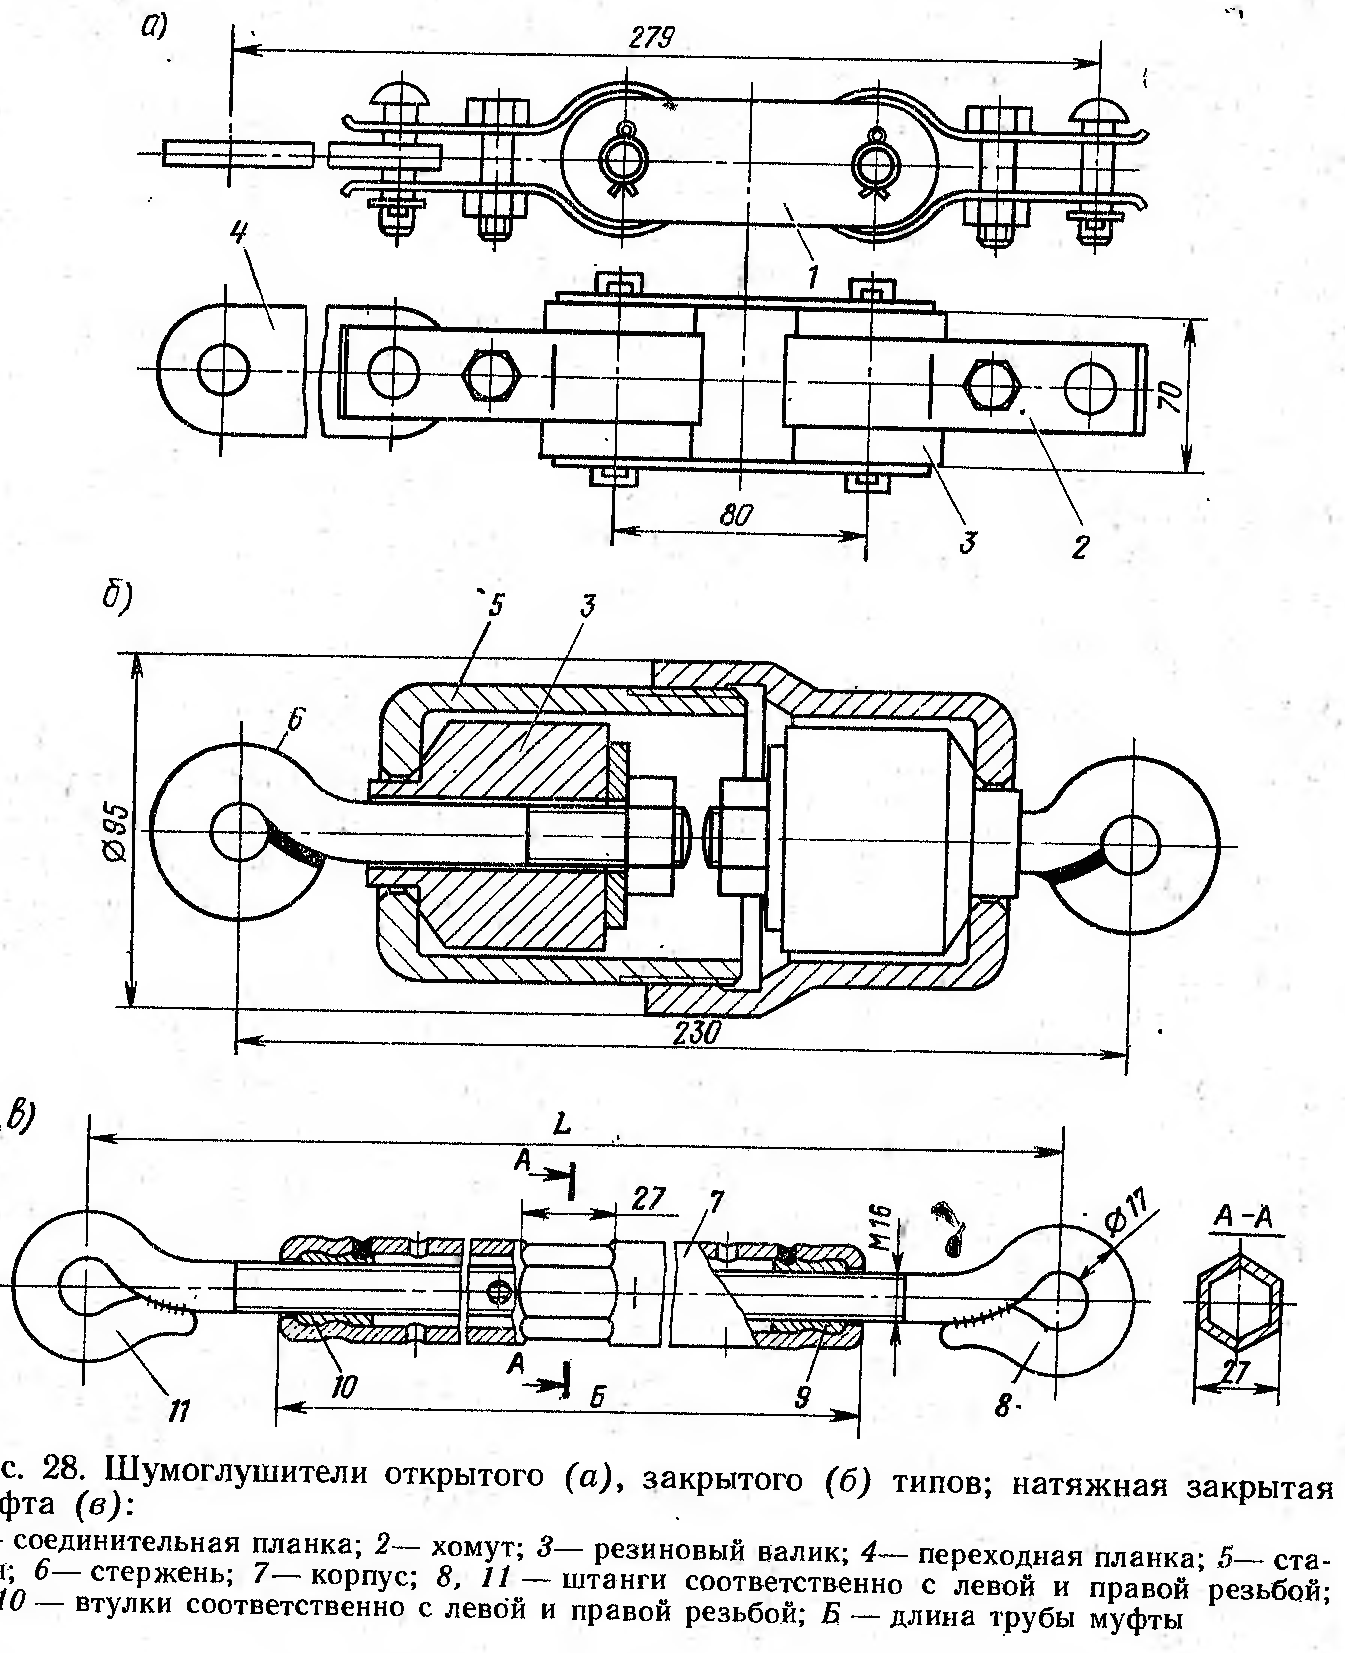 а)
279
4
1
70
80
3
2
б)
5
3
6
Ø95
230
в)
L
А
27
7
М16
Ø17
А-А
А
10
Б
9
8
11
27
с. 28. Шумоглушители открытого (а), закрытого (б) типов; натяжная закрытая
фта (в):
— соединительная планка; 2— хомут; 3— резиновый валик; 4— переходная планка; 5— ста-
; 6— стержень; 7— корпус; 8, 11 — штанги соответственно с левой и правой резьбой;
10 — втулки соответственно с левой и правой резьбой; Б — длина трубы муфты